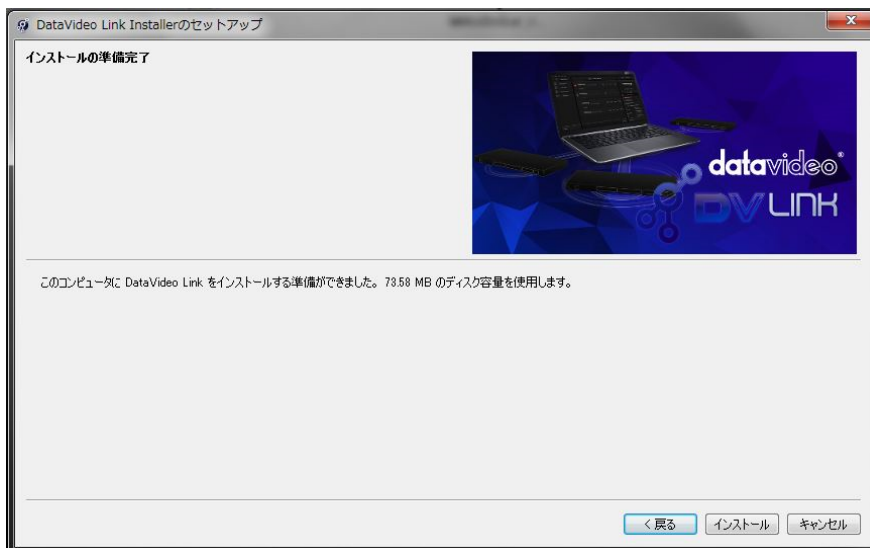 DataVideo Link Installerのセットアップ
インストールの準備完了
datavideo®
DVLINK
このコンピュータに DataVideo Link をインストールする準備ができました。73.58 MB のディスク容量を使用します。
< 戻る
インストール
キャンセル